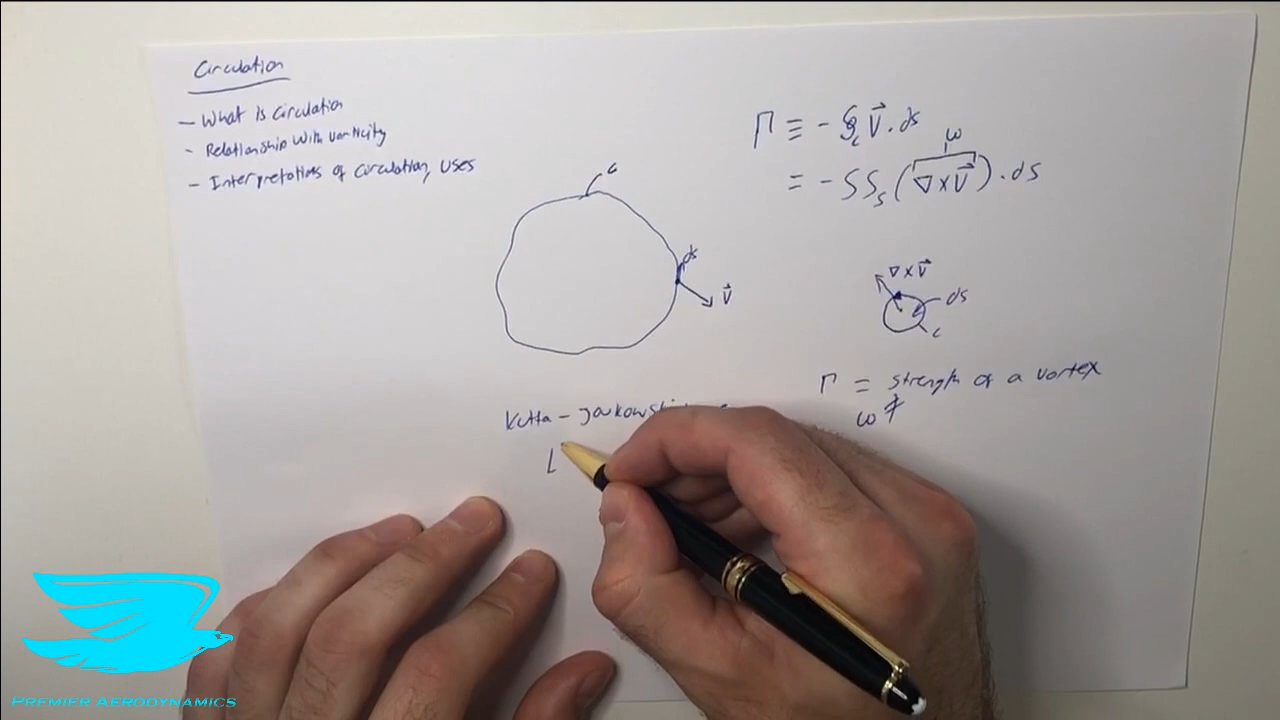 Circulation
- What Is Circulation
- Relationship With Vorticity
- Interpretations of Circulation, Uses
Γ ≡ - ∮c V⃗ . ds
ω
= - SS_S (∇ x V⃗) . ds
c
ds
V⃗
∇ x V⃗
ds
c
Γ = Strength of a vortex
ω ≠
Kutta -
L
PREMIER AERODYNAMICS